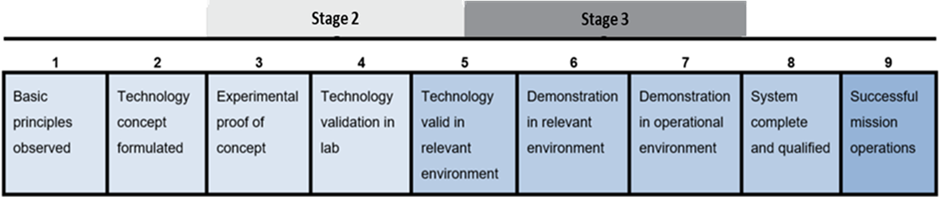 Stage 2
Stage 3
1 2 3 4 5 6 7 8 9
Basic
principles
observed
Technology
concept
formulated
Experimental
proof of
concept
Technology
validation in
lab
Technology
valid in
relevant
environment
Demonstration
in relevant
environment
Demonstration
in operational
environment
System
complete
and qualified
Successful
mission
operations